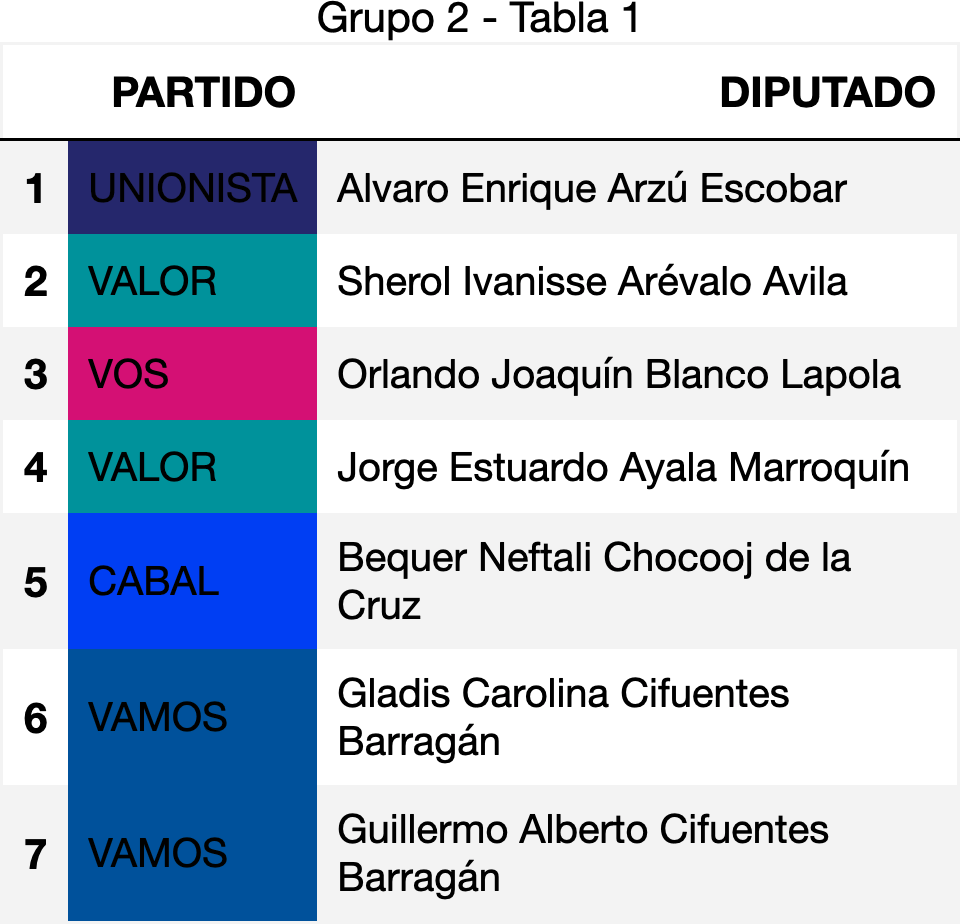 Grupo 2 - Tabla 1
PARTIDO DIPUTADO
1 UNIONISTA Alvaro Enrique Arzú Escobar
2 VALOR Sherol Ivanisse Arévalo Avila
3 VOS Orlando Joaquín Blanco Lapola
4 VALOR Jorge Estuardo Ayala Marroquín
5 CABAL Bequer Neftali Chocooj de la
Cruz
6 VAMOS Gladis Carolina Cifuentes
Barragán
7 VAMOS Guillermo Alberto Cifuentes
Barragán